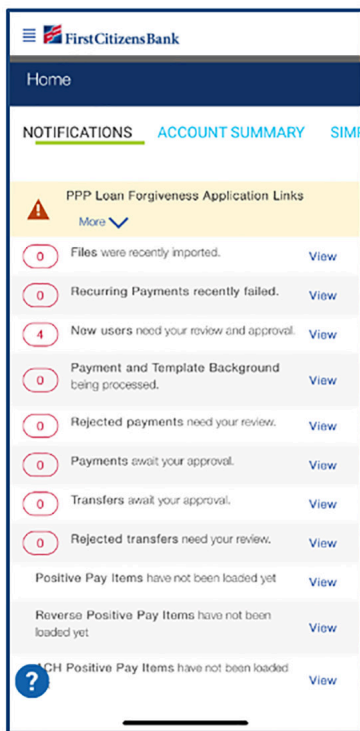 First Citizens Bank
Home
NOTIFICATIONS ACCOUNT SUMMARY SIMP
PPP Loan Forgiveness Application Links
More
0 Files were recently imported. View
0 Recurring Payments recently failed. View
4 New users need your review and approval. View
0 Payment and Template Background
being processed. View
0 Rejected payments need your review. View
0 Payments await your approval. View
0 Transfers await your approval. View
0 Rejected transfers need your review. View
Positive Pay Items have not been loaded yet View
Reverse Positive Pay Items have not been
loaded yet View
CH Positive Pay Items have not been loaded
? View